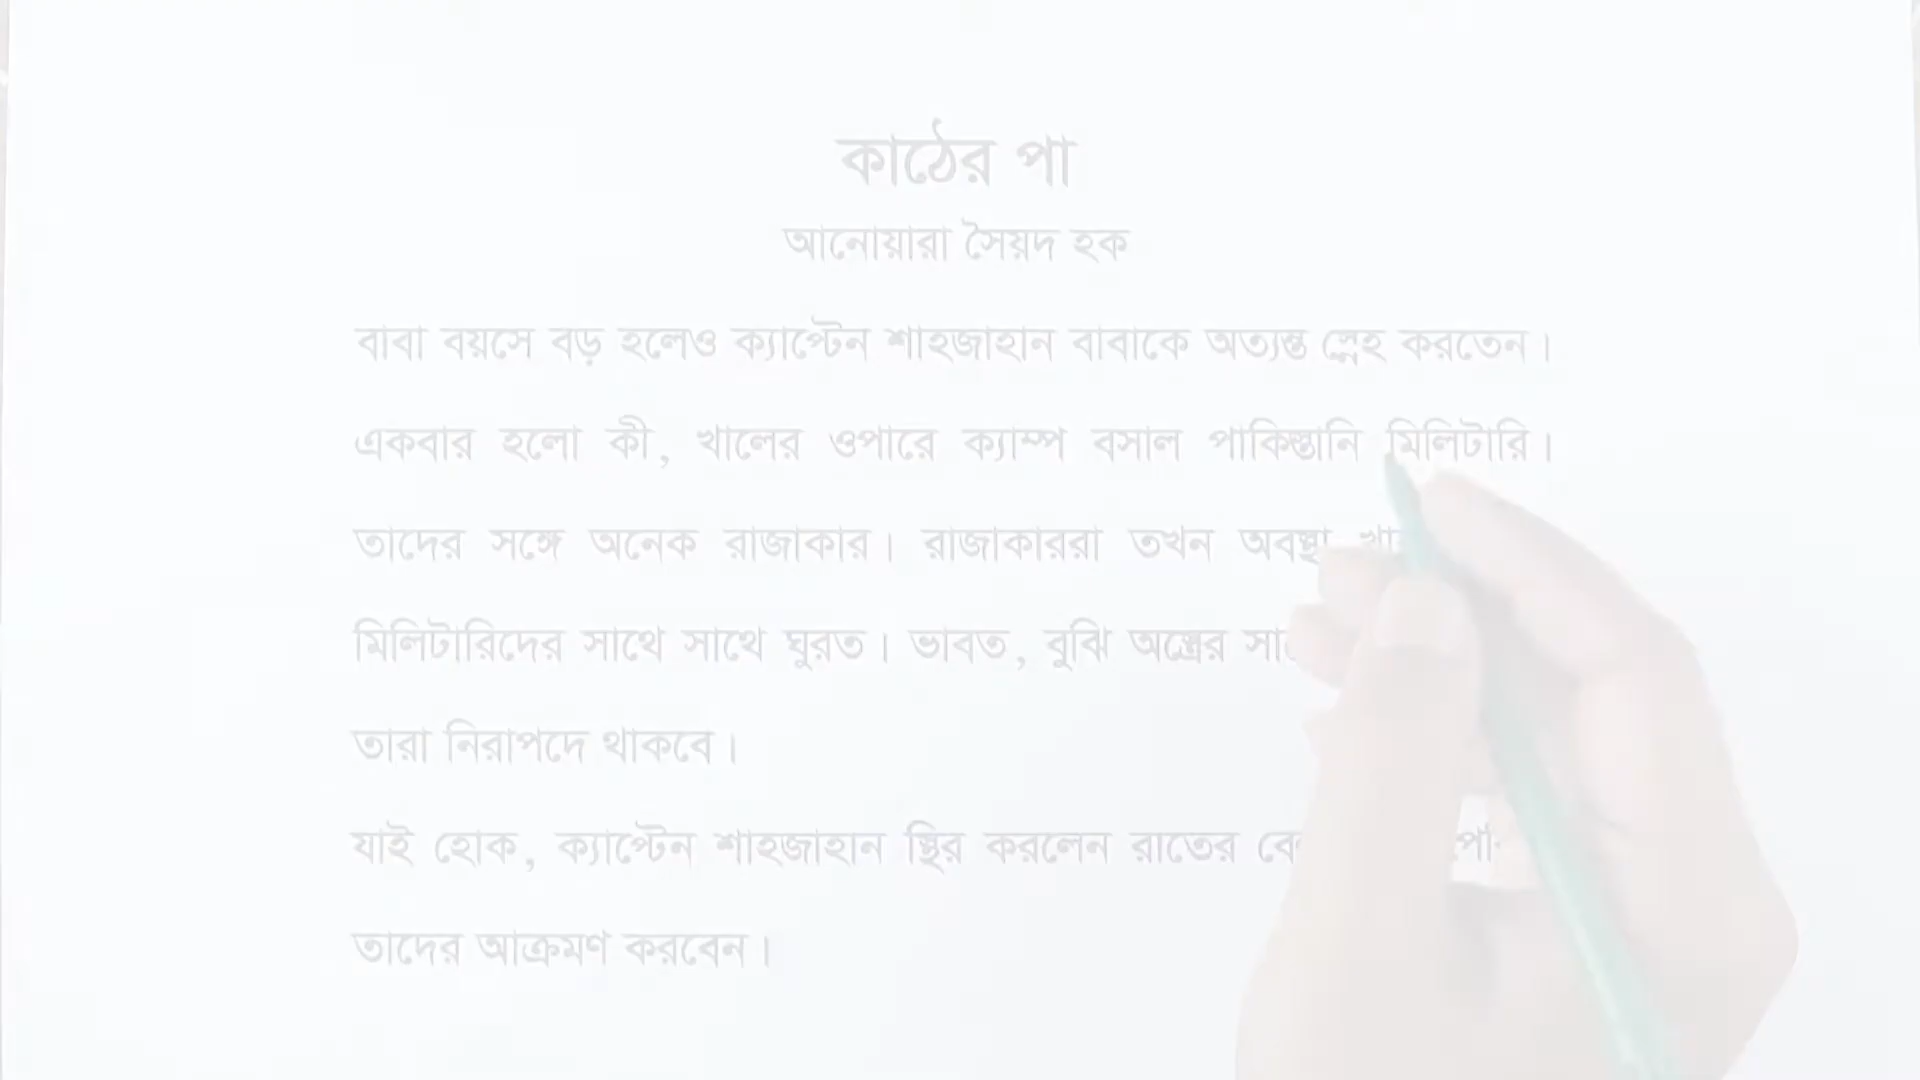 কাঠের পা
আনোয়ারা সৈয়দ হক
বাবা বয়সে বড় হলেও ক্যাপ্টেন শাহজাহান বাবাকে অত্যন্ত স্নেহ করতেন।
একবার হলো কী, খালের ওপারে ক্যাম্প বসাল পাকিস্তানি মিলিটারি।
তাদের সঙ্গে অনেক রাজাকার। রাজাকাররা তখন অবস্থা
মিলিটারিদের সাথে সাথে ঘুরত। ভাবত, বুঝি অস্ত্রের
তারা নিরাপদে থাকবে।
যাই হোক, ক্যাপ্টেন শাহজাহান স্থির করলেন রাতের
তাদের আক্রমণ করবেন।